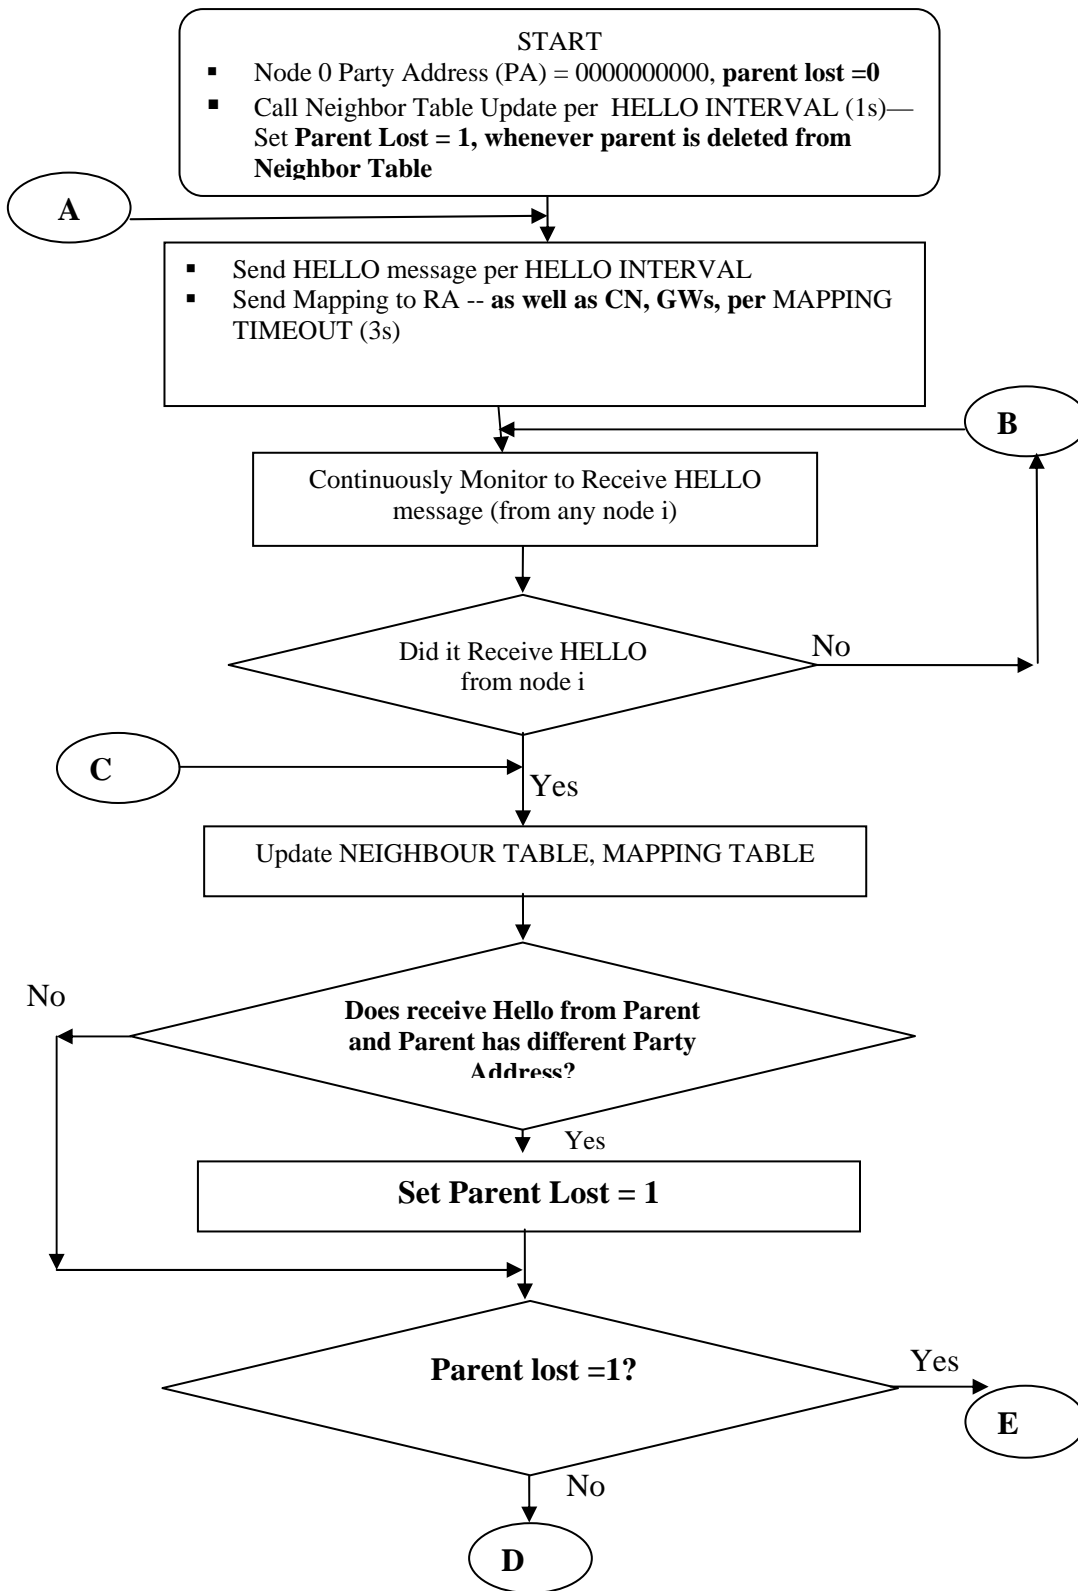 START
▪ Node 0 Party Address (PA) = 0000000000, parent lost =0
▪ Call Neighbor Table Update per HELLO INTERVAL (1s)—
Set Parent Lost = 1, whenever parent is deleted from
Neighbor Table
A
▪ Send HELLO message per HELLO INTERVAL
▪ Send Mapping to RA -- as well as CN, GWs, per MAPPING
TIMEOUT (3s)
B
Continuously Monitor to Receive HELLO
message (from any node i)
Did it Receive HELLO
from node i
No
C
Yes
Update NEIGHBOUR TABLE, MAPPING TABLE
No
Does receive Hello from Parent
and Parent has different Party
Address?
Yes
Set Parent Lost = 1
Parent lost =1?
Yes
E
No
D